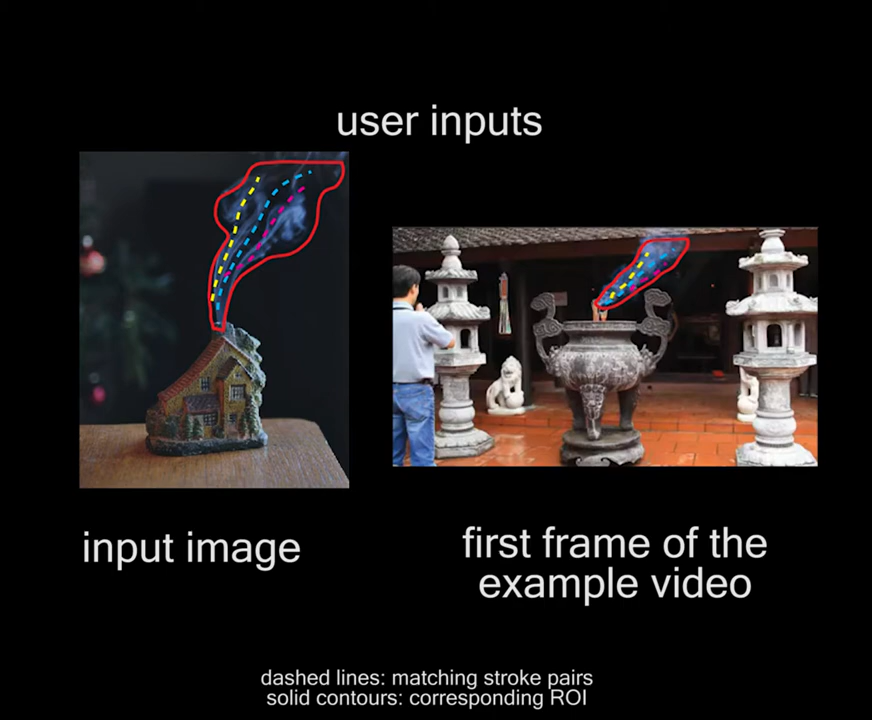 user inputs
input image
first frame of the
example video
dashed lines: matching stroke pairs
solid contours: corresponding ROI